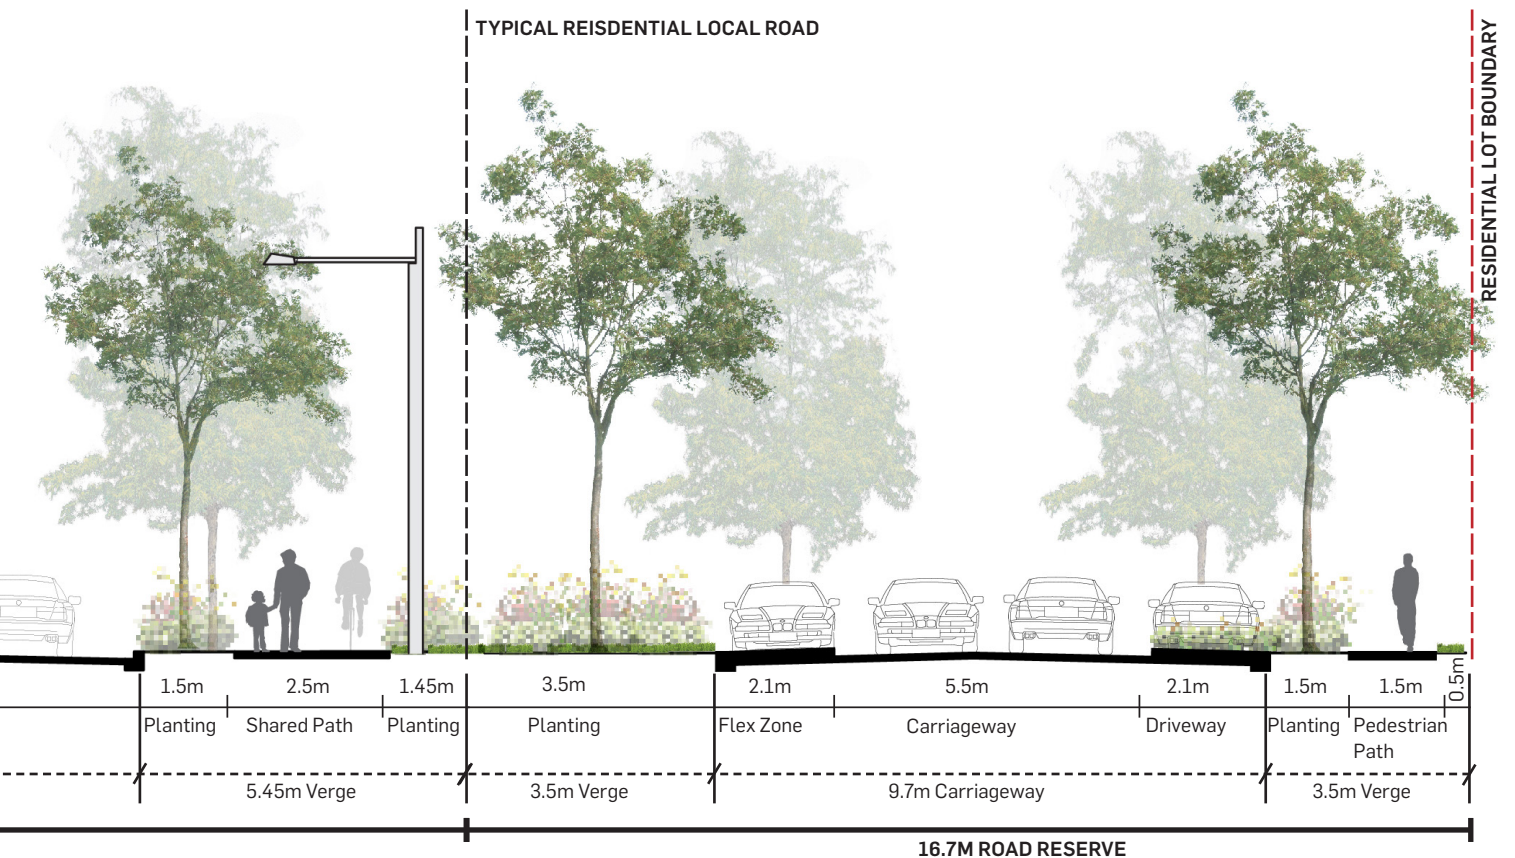 TYPICAL REISDENTIAL LOCAL ROAD
RESIDENTIAL LOT BOUNDARY
1.5m
2.5m
1.45m
3.5m
2.1m
5.5m
2.1m
1.5m
1.5m
0.5m
Planting
Shared Path
Planting
Planting
Flex Zone
Carriageway
Driveway
Planting
Pedestrian
Path
5.45m Verge
3.5m Verge
9.7m Carriageway
3.5m Verge
16.7M ROAD RESERVE